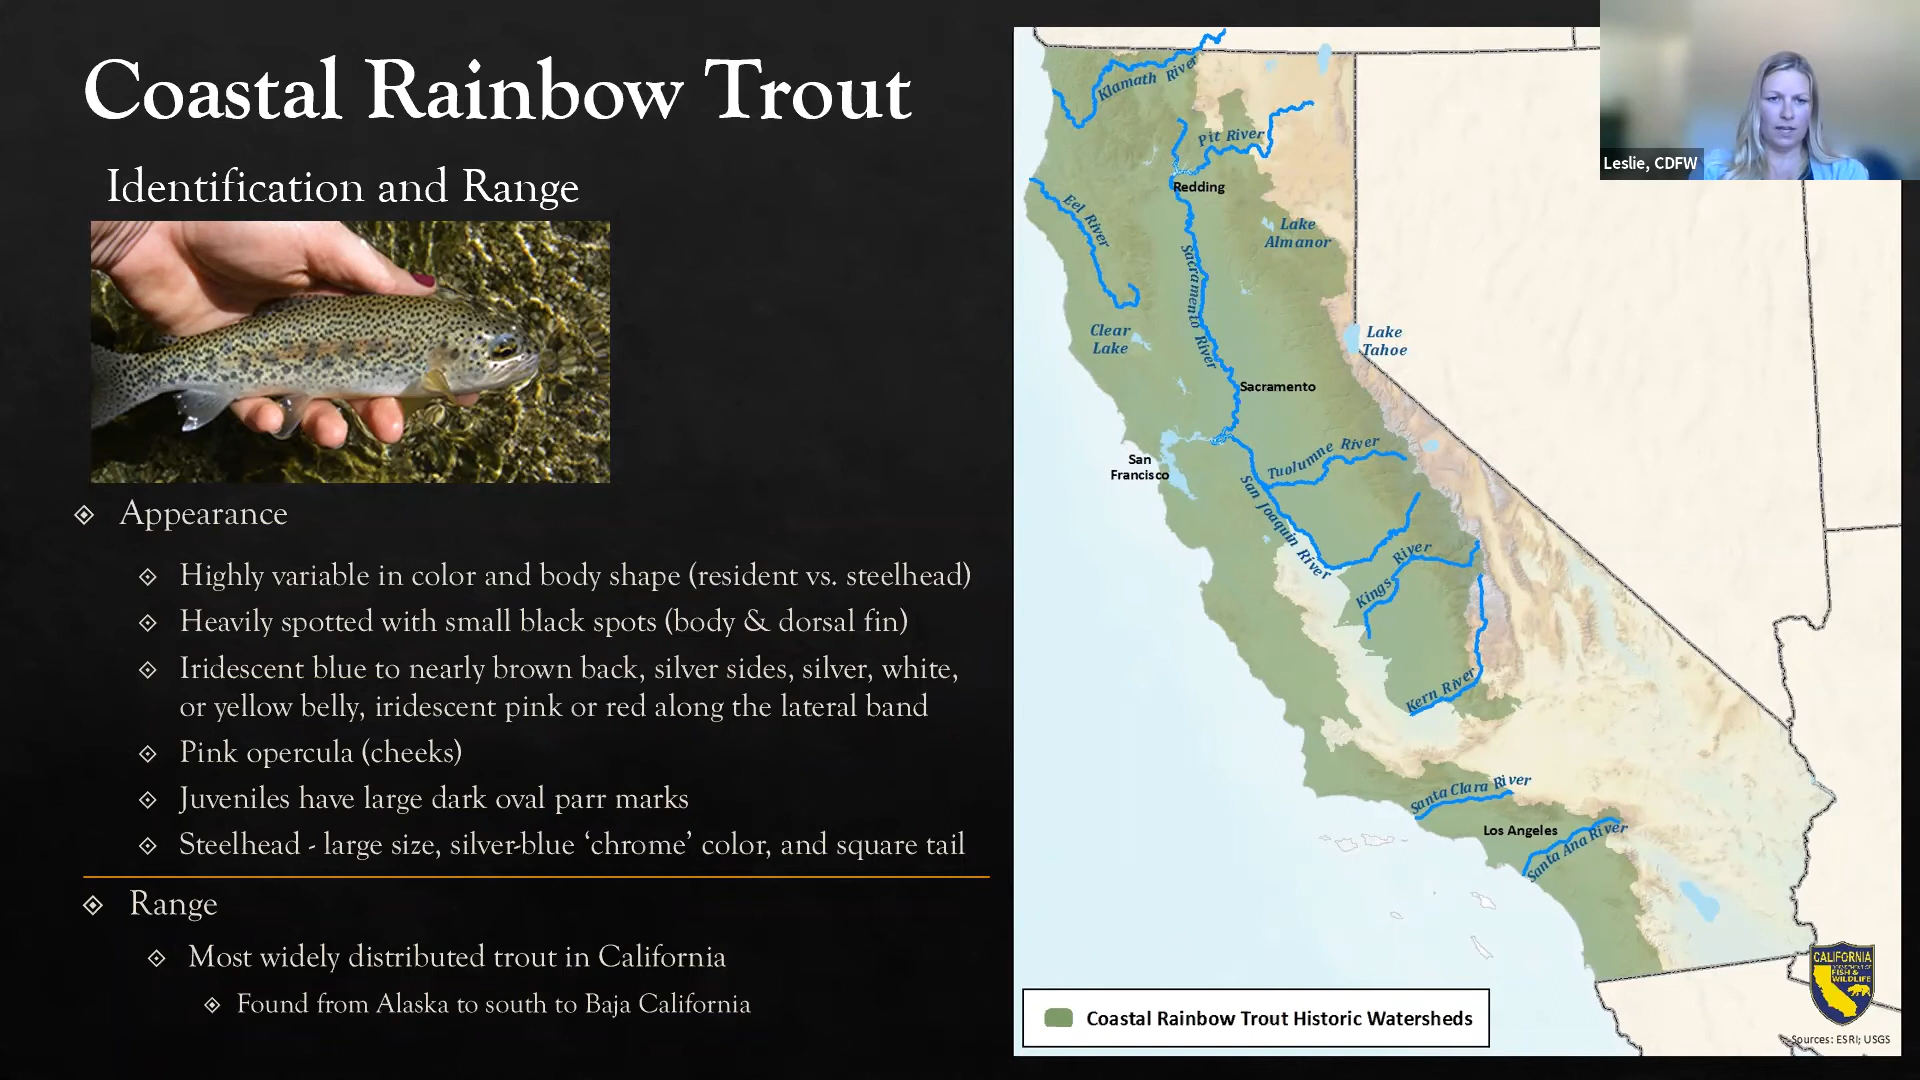 Coastal Rainbow Trout
Identification and Range
Appearance
Highly variable in color and body shape (resident vs. steelhead)
Heavily spotted with small black spots (body & dorsal fin)
Iridescent blue to nearly brown back, silver sides, silver, white,
or yellow belly, iridescent pink or red along the lateral band
Pink opercula (cheeks)
Juveniles have large dark oval parr marks
Steelhead - large size, silver-blue ‘chrome’ color, and square tail
Range
Most widely distributed trout in California
Found from Alaska to south to Baja California
Klamath River
Pit River
Redding
Eel River
Lake
Almanor
Sacramento River
Clear
Lake
Lake
Tahoe
Sacramento
San
Francisco
Tuolumne River
San Joaquin River
Kings River
Kern River
Santa Clara River
Los Angeles
Santa Ana River
Coastal Rainbow Trout Historic Watersheds
CALIFORNIA
DEPARTMENT OF
FISH &
WILDLIFE
Sources: ESRI; USGS
Leslie, CDFW